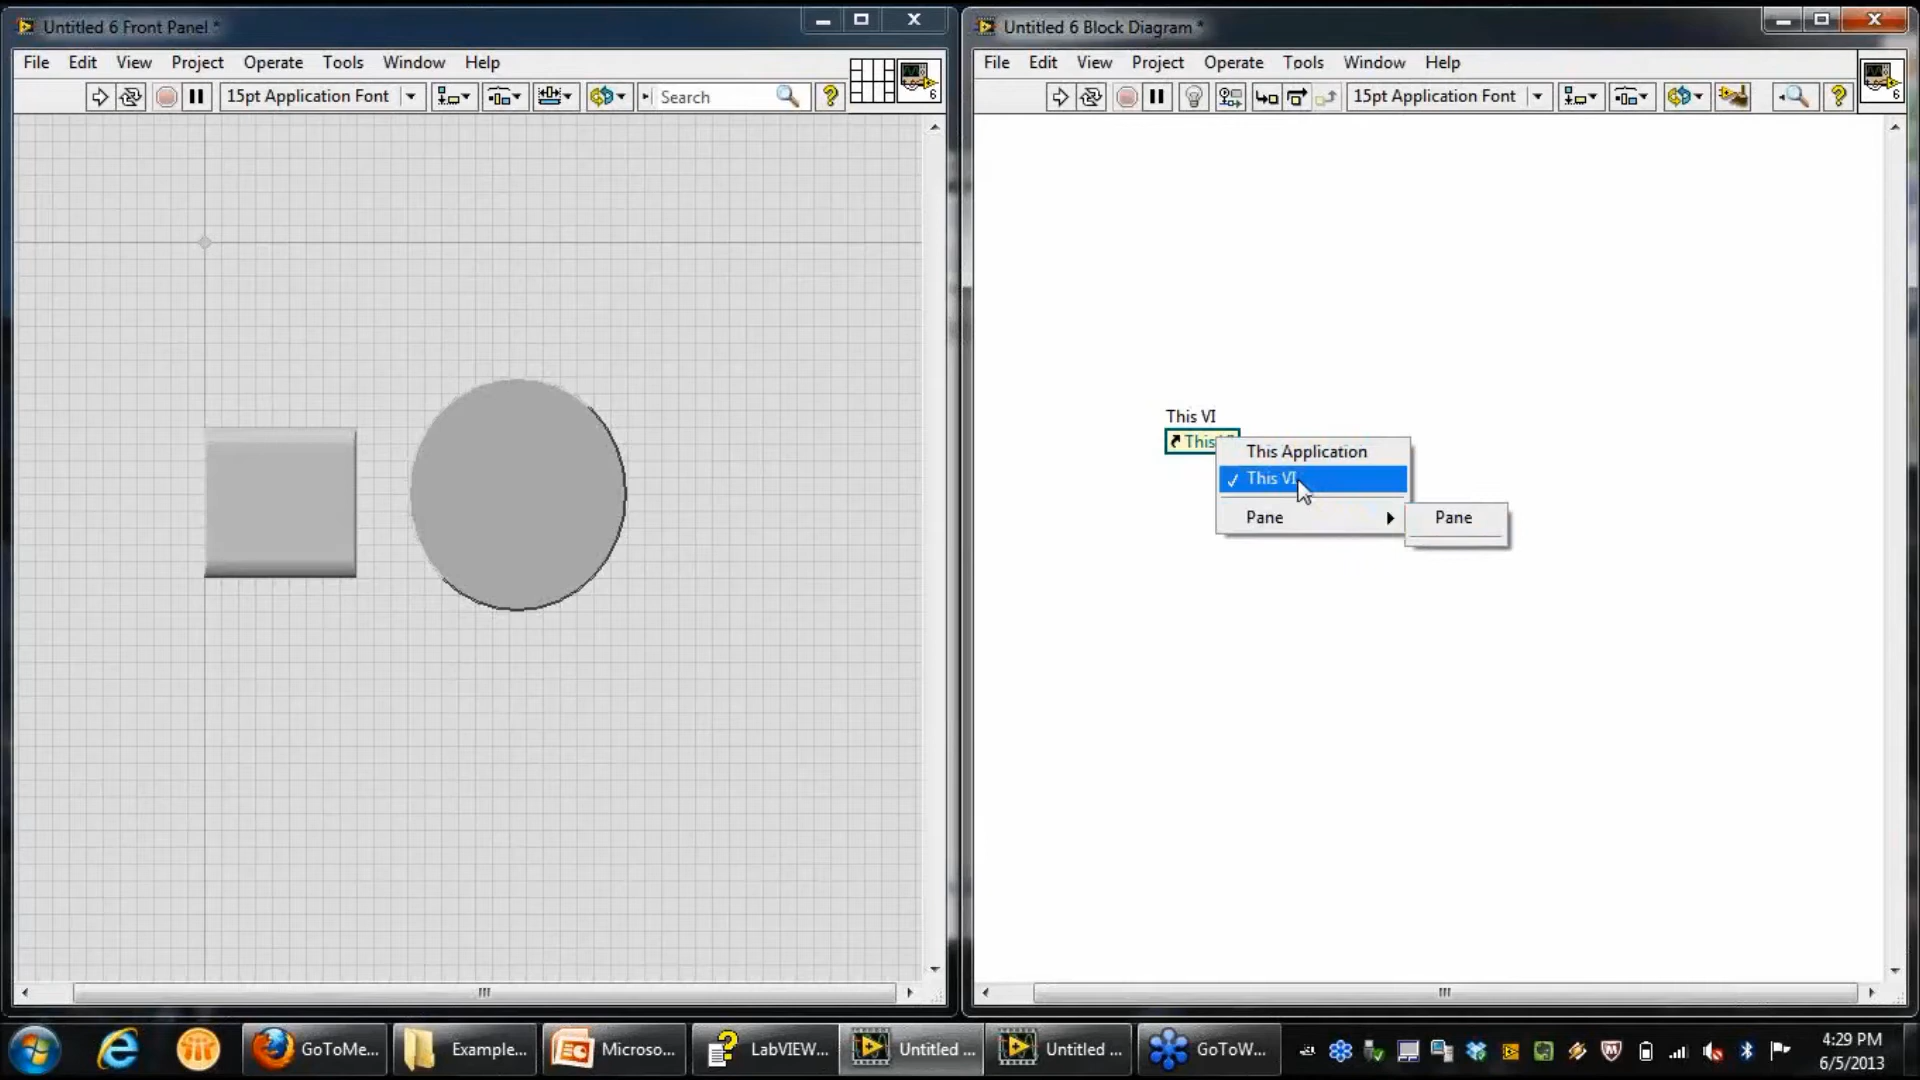 Untitled 6 Front Panel *
File Edit View Project Operate Tools Window Help
15pt Application Font
Search
?
6
Untitled 6 Block Diagram *
File Edit View Project Operate Tools Window Help
15pt Application Font
?
6
This VI
This
This Application
✓ This VI
Pane
Pane
GoToMe...
Example...
Microso...
LabVIEW...
Untitled ...
Untitled ...
GoToW...
4:29 PM
6/5/2013